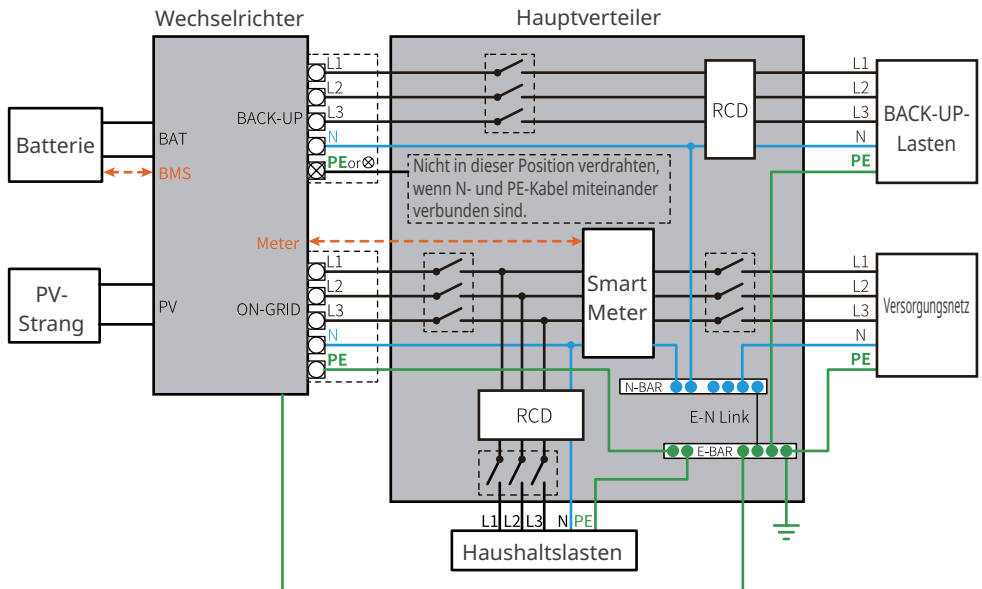 Wechselrichter
Hauptverteiler
L1
L2
L3
N
PE or
BACK-UP
RCD
L1
L2
L3
N
PE
BACK-UP-
Lasten
Batterie
BAT
BMS
Nicht in dieser Position verdrahten,
wenn N- und PE-Kabel miteinander
verbunden sind.
Meter
PV-
Strang
PV
ON-GRID
L1
L2
L3
N
PE
Smart
Meter
L1
L2
L3
N
PE
Versorgungsnetz
N-BAR
E-N Link
E-BAR
RCD
L1 L2 L3 N PE
Haushaltslasten